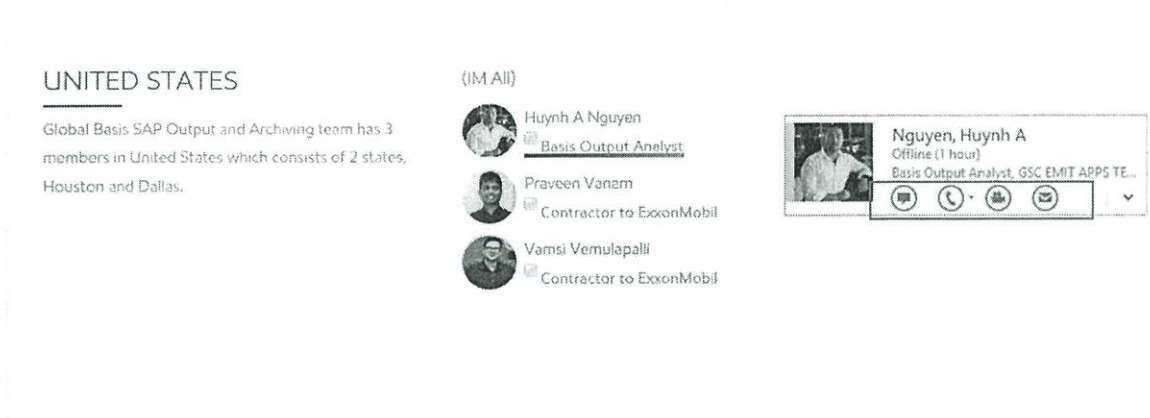 UNITED STATES
Global Basis SAP Output and Archiving team has 3
members in United States which consists of 2 states,
Houston and Dallas.
(IM All)
Huynh A Nguyen
Basis Output Analyst
Praveen Vanam
Contractor to ExxonMobil
Vamsi Vemulapalli
Contractor to ExxonMobil
Nguyen, Huynh A
Offline (1 hour)
Basis Output Analyst, GSC EMIT APPS TE...